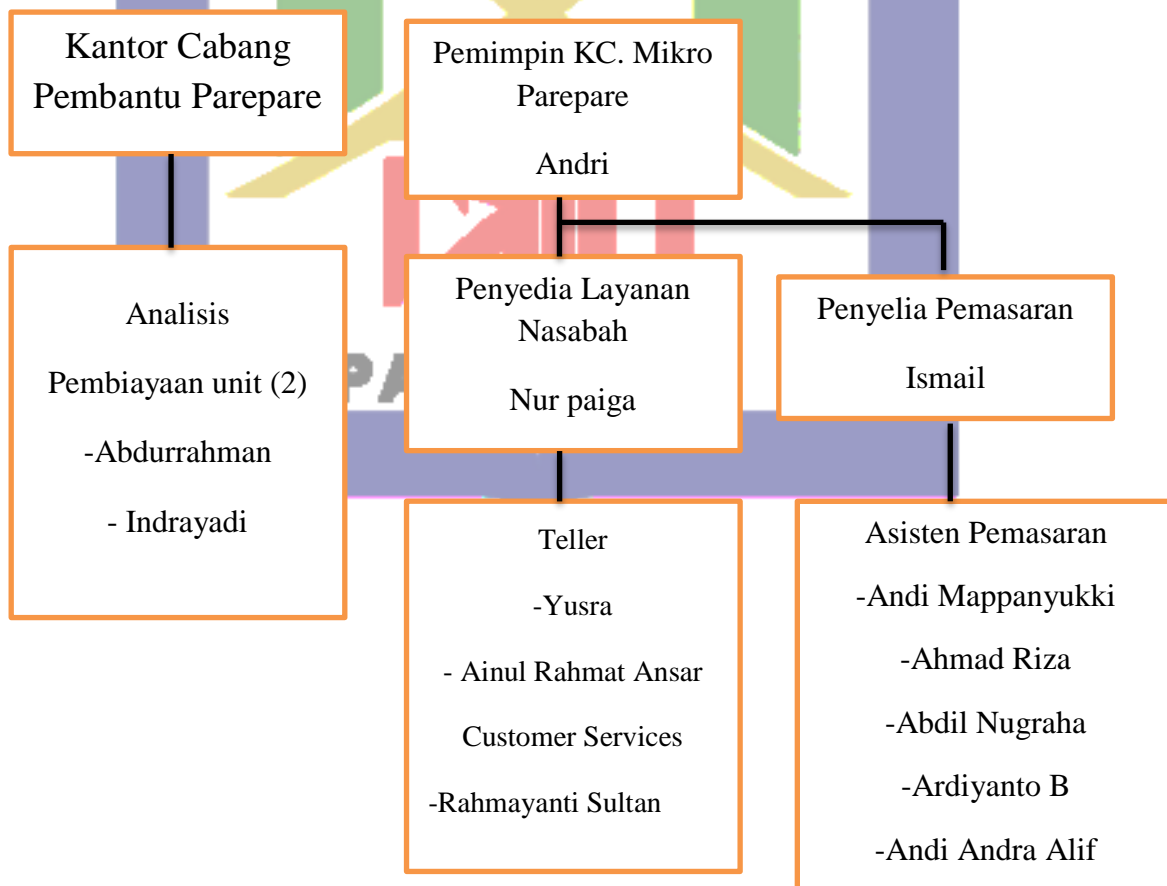 Kantor Cabang
Pembantu Parepare
Pemimpin KC. Mikro
Parepare
Andri
Analisis
Pembiayaan unit (2)
-Abdurrahman
- Indrayadi
Penyedia Layanan
Nasabah
Nur paiga
Penyelia Pemasaran
Ismail
Teller
-Yusra
- Ainul Rahmat Ansar
Customer Services
-Rahmayanti Sultan
Asisten Pemasaran
-Andi Mappanyukki
-Ahmad Riza
-Abdil Nugraha
-Ardiyanto B
-Andi Andra Alif